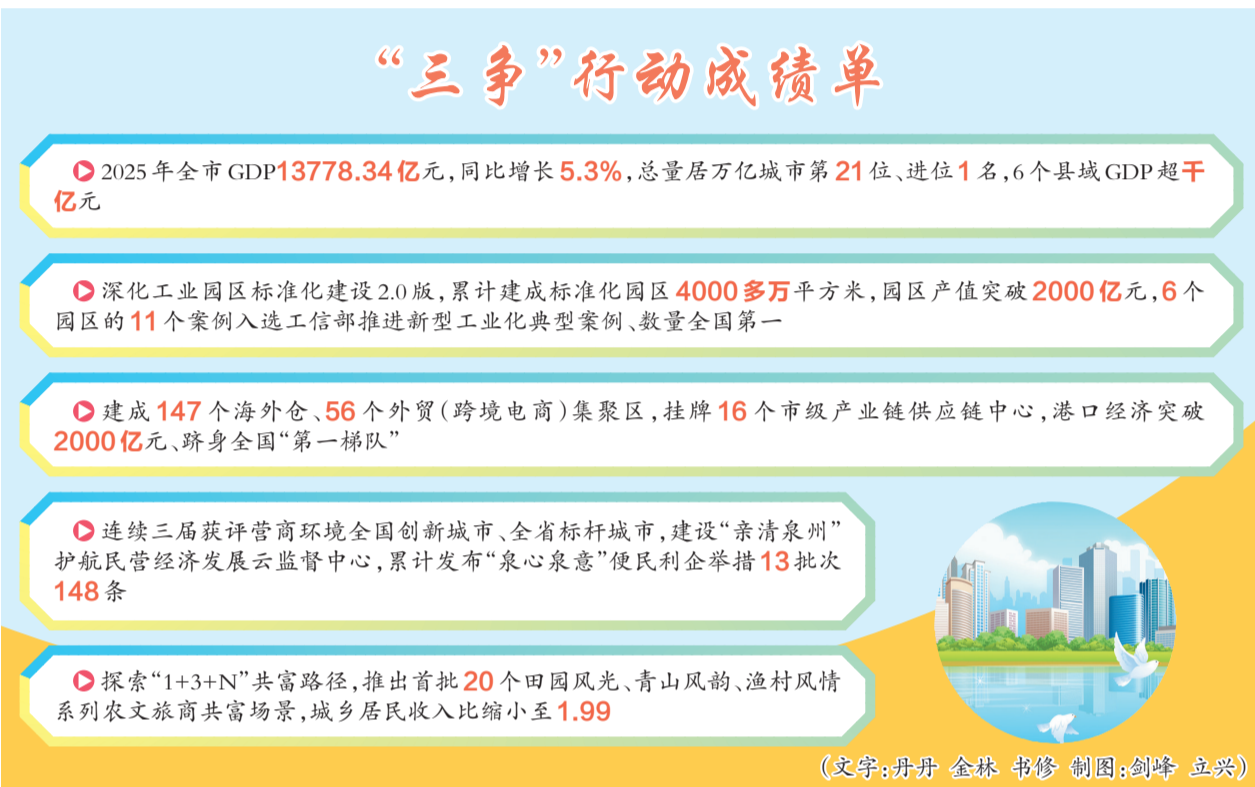 “三争”行动成绩单
2025年全市GDP13778.34亿元,同比增长5.3%,总量居万亿城市第21位、进位1名,6个县域GDP超千
亿元
深化工业园区标准化建设2.0版,累计建成标准化园区4000多万平方米,园区产值突破2000亿元,6个
园区的11个案例入选工信部推进新型工业化典型案例、数量全国第一
建成147个海外仓、56个外贸(跨境电商)集聚区,挂牌16个市级产业链供应链中心,港口经济突破
2000亿元、跻身全国“第一梯队”
连续三届获评营商环境全国创新城市、全省标杆城市,建设“亲清泉州”
护航民营经济发展云监督中心,累计发布“泉心泉意”便民利企举措13批次
148条
探索“1+3+N”共富路径,推出首批20个田园风光、青山风韵、渔村风情
系列农文旅商共富场景,城乡居民收入比缩小至1.99
(文字:丹丹 金林 书修 制图:剑峰 立兴)